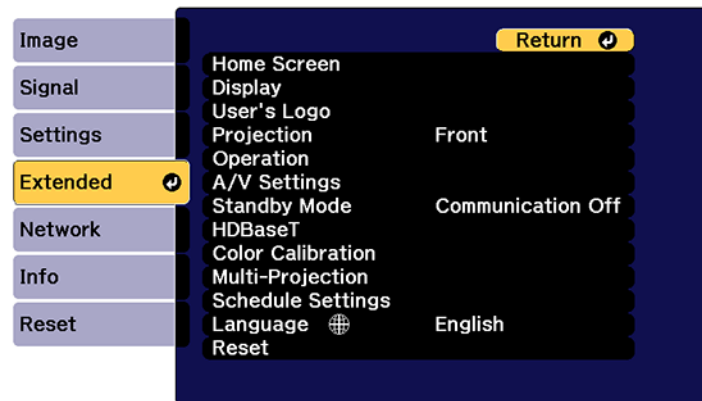 Image
Signal
Settings
Extended
Network
Info
Reset
Return
Home Screen
Display
User's Logo
Projection Front
Operation
A/V Settings
Standby Mode Communication Off
HDBaseT
Color Calibration
Multi-Projection
Schedule Settings
Language English
Reset